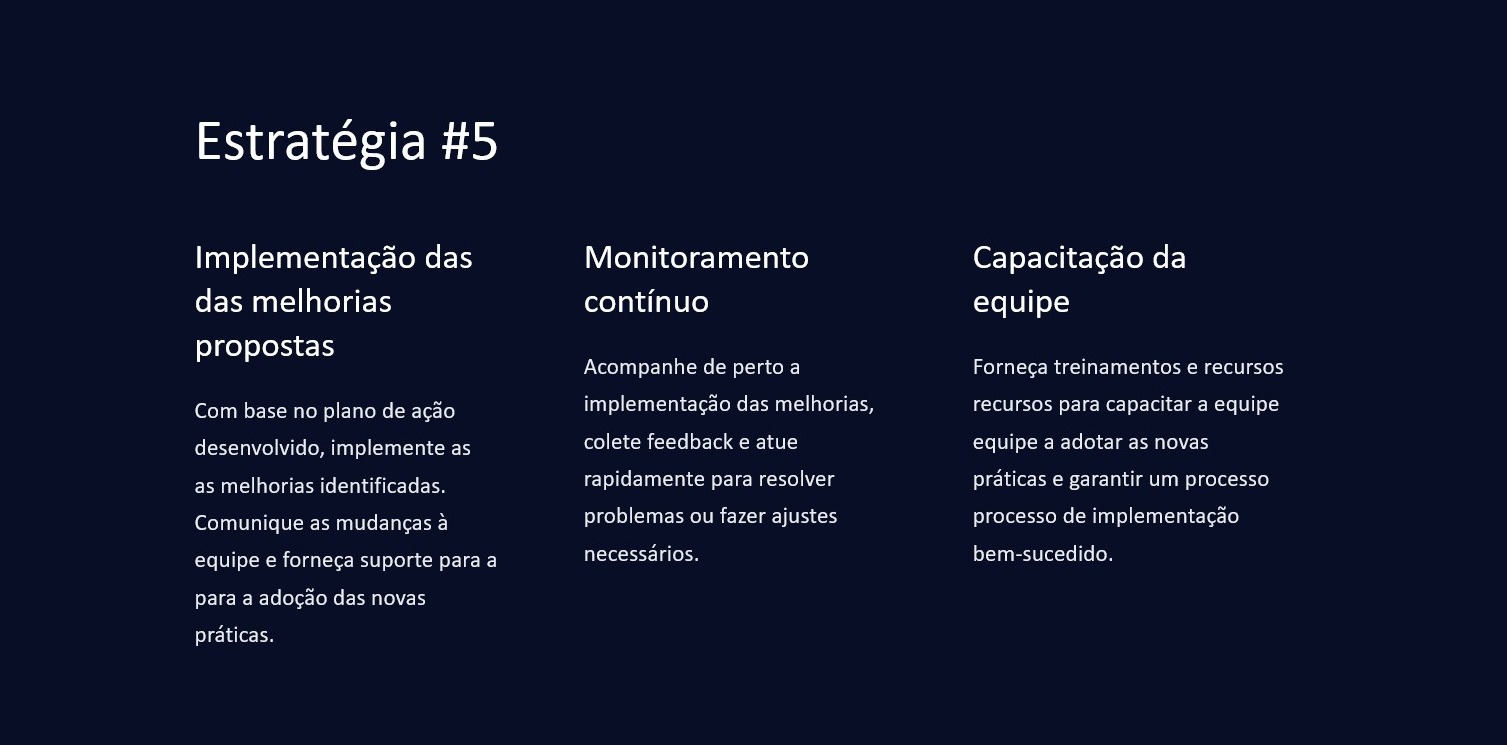 Estratégia #5
Implementação das
das melhorias
propostas
Com base no plano de ação
desenvolvido, implemente as
as melhorias identificadas.
Comunique as mudanças à
equipe e forneça suporte para a
para a adoção das novas
práticas.
Monitoramento
contínuo
Acompanhe de perto a
implementação das melhorias,
colete feedback e atue
rapidamente para resolver
problemas ou fazer ajustes
necessários.
Capacitação da
equipe
Forneça treinamentos e recursos
recursos para capacitar a equipe
equipe a adotar as novas
práticas e garantir um processo
processo de implementação
bem-sucedido.